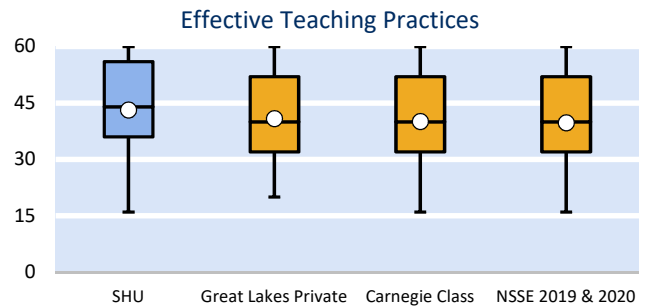 Effective Teaching Practices
60
45
30
15
0
SHU Great Lakes Private Carnegie Class NSSE 2019 & 2020